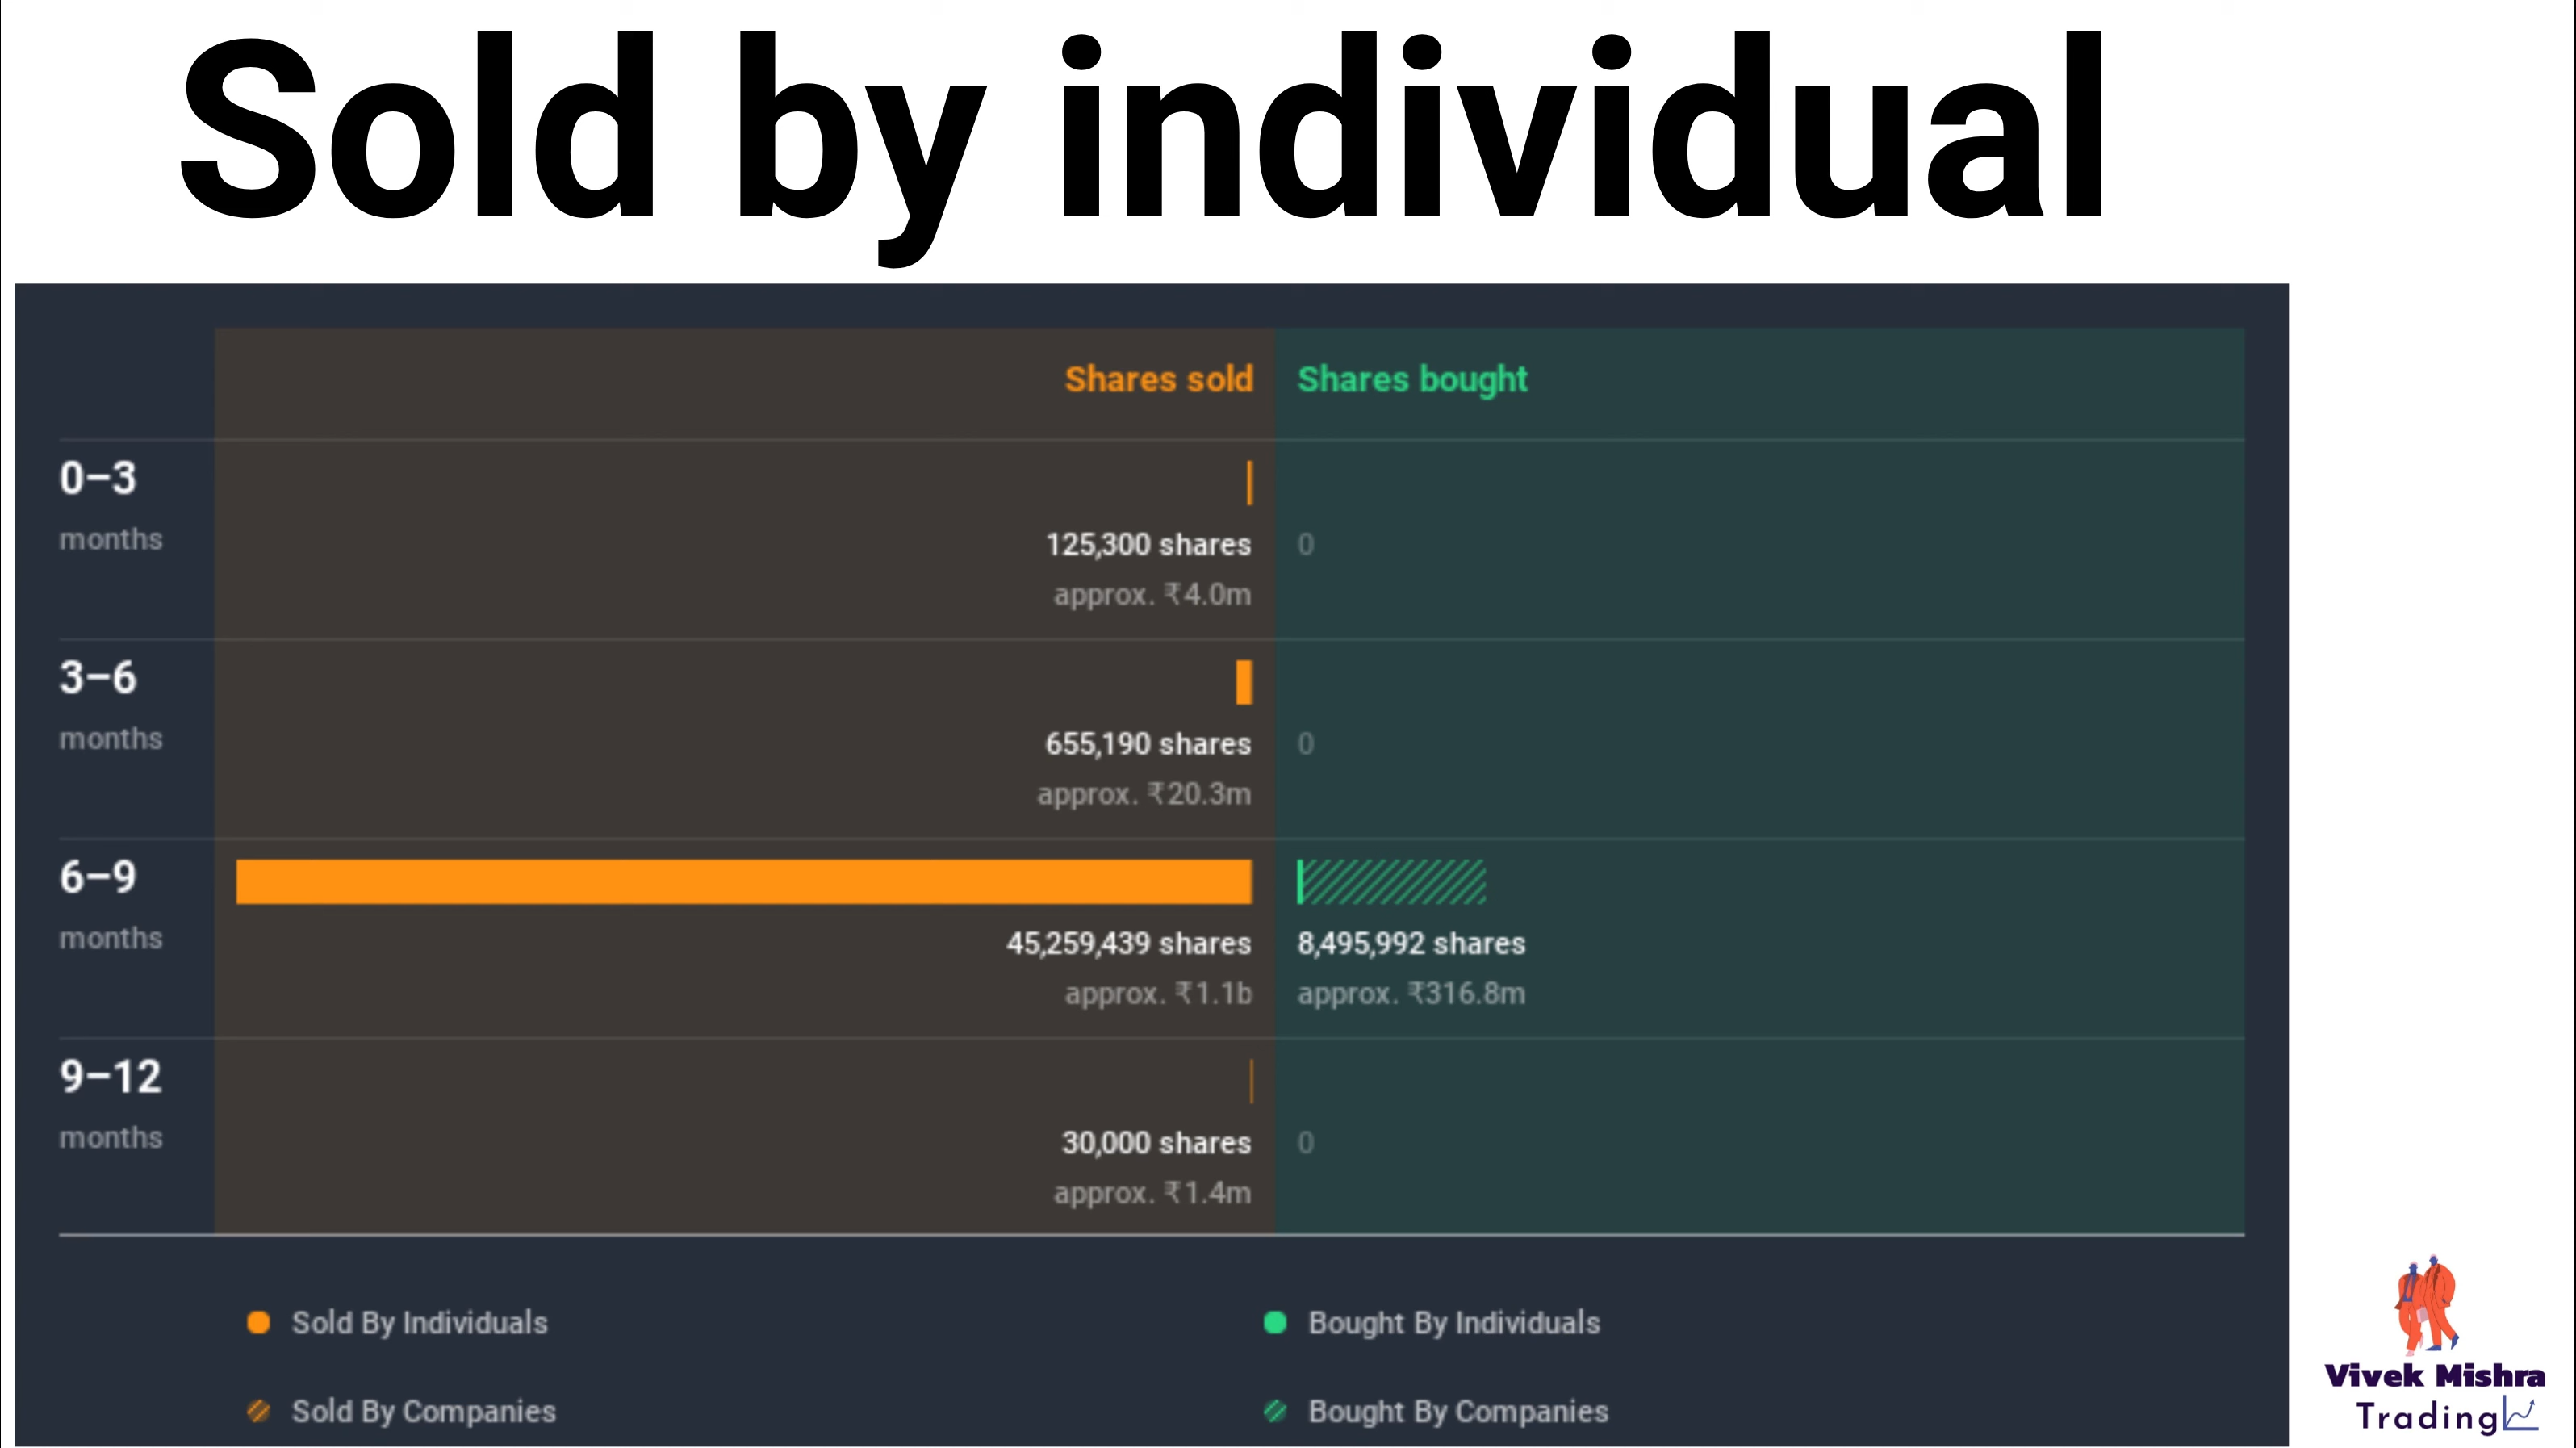 Sold by individual
Shares sold
Shares bought
0–3
months
125,300 shares
approx. ₹4.0m
0
3–6
months
655,190 shares
approx. ₹20.3m
0
6–9
months
45,259,439 shares
approx. ₹1.1b
8,495,992 shares
approx. ₹316.8m
9–12
months
30,000 shares
approx. ₹1.4m
0
Sold By Individuals
Bought By Individuals
Sold By Companies
Bought By Companies
Vivek Mishra
Trading